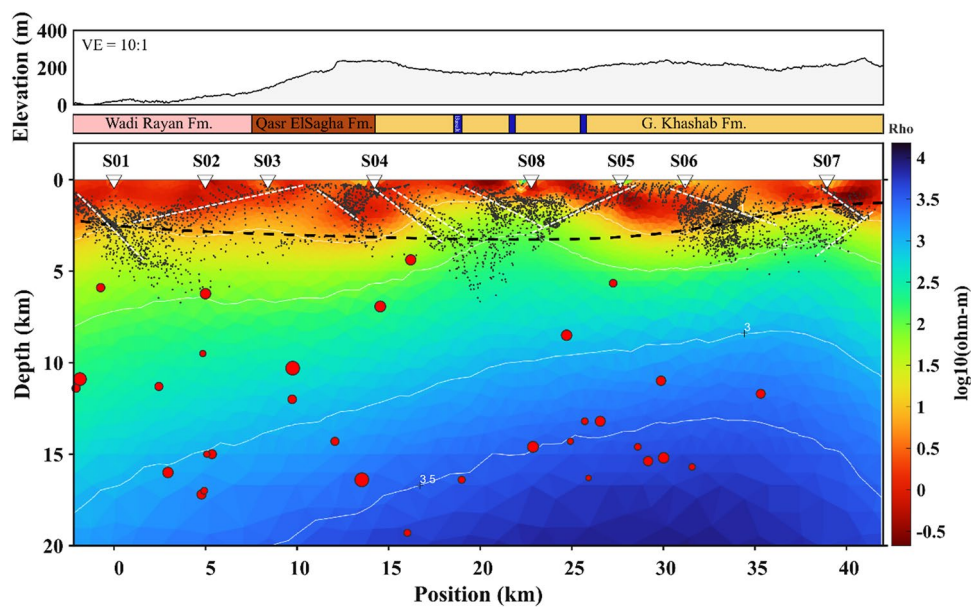 Elevation (m)
400
200
0
VE = 10:1
Wadi Rayan Fm.
Qasr ElSagha Fm.
G. Khashab Fm.
Rho
S01
S02
S03
S04
S08
S05
S06
S07
Depth (km)
0
5
10
15
20
3
3.5
0
5
10
15
20
25
30
35
40
Position (km)
4
3.5
3
2.5
2
1.5
1
0.5
0
-0.5
log10(ohm-m)